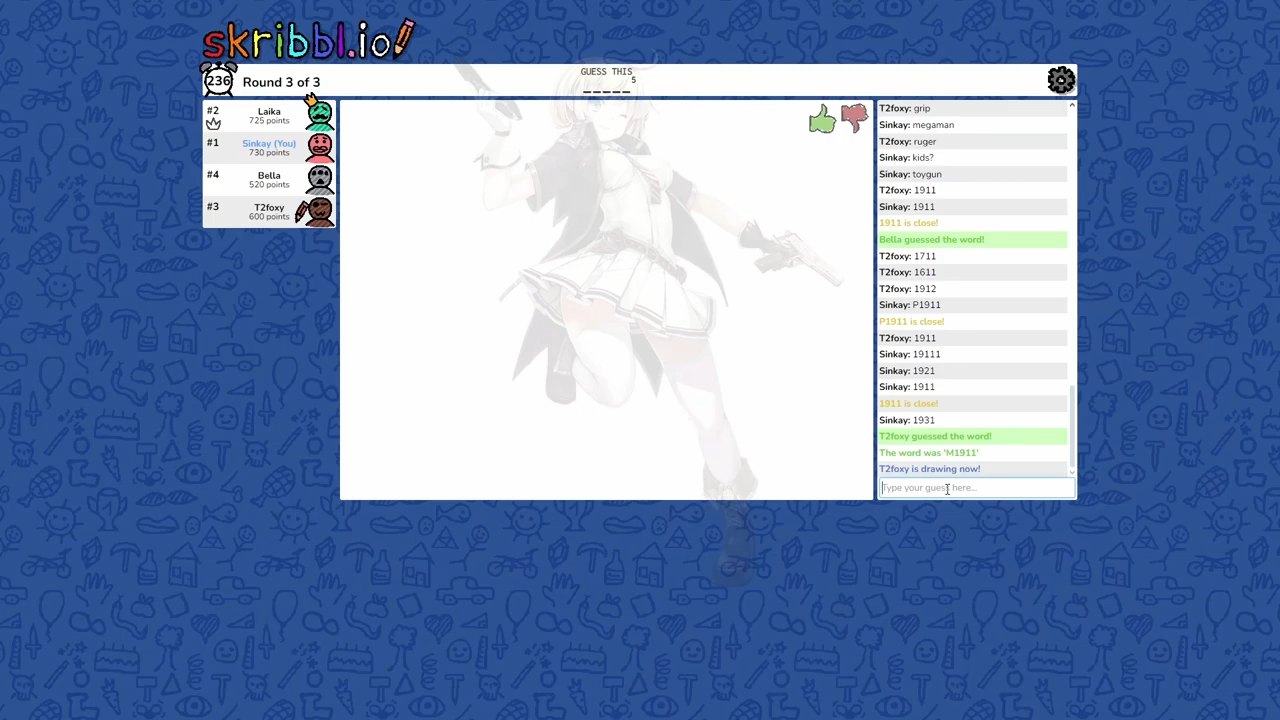 skribbl.io
236
Round 3 of 3
GUESS THIS
_____5
#2
Laika
725 points
#1
Sinkay (You)
730 points
#4
Bella
520 points
#3
T2foxy
600 points
T2foxy: grip
Sinkay: megaman
T2foxy: ruger
Sinkay: kids?
Sinkay: toygun
T2foxy: 1911
Sinkay: 1911
1911 is close!
Bella guessed the word!
T2foxy: 1711
T2foxy: 1611
T2foxy: 1912
Sinkay: P1911
P1911 is close!
T2foxy: 1911
Sinkay: 19111
Sinkay: 1921
Sinkay: 1911
1911 is close!
Sinkay: 1931
T2foxy guessed the word!
The word was 'M1911'
T2foxy is drawing now!
Type your guess here...